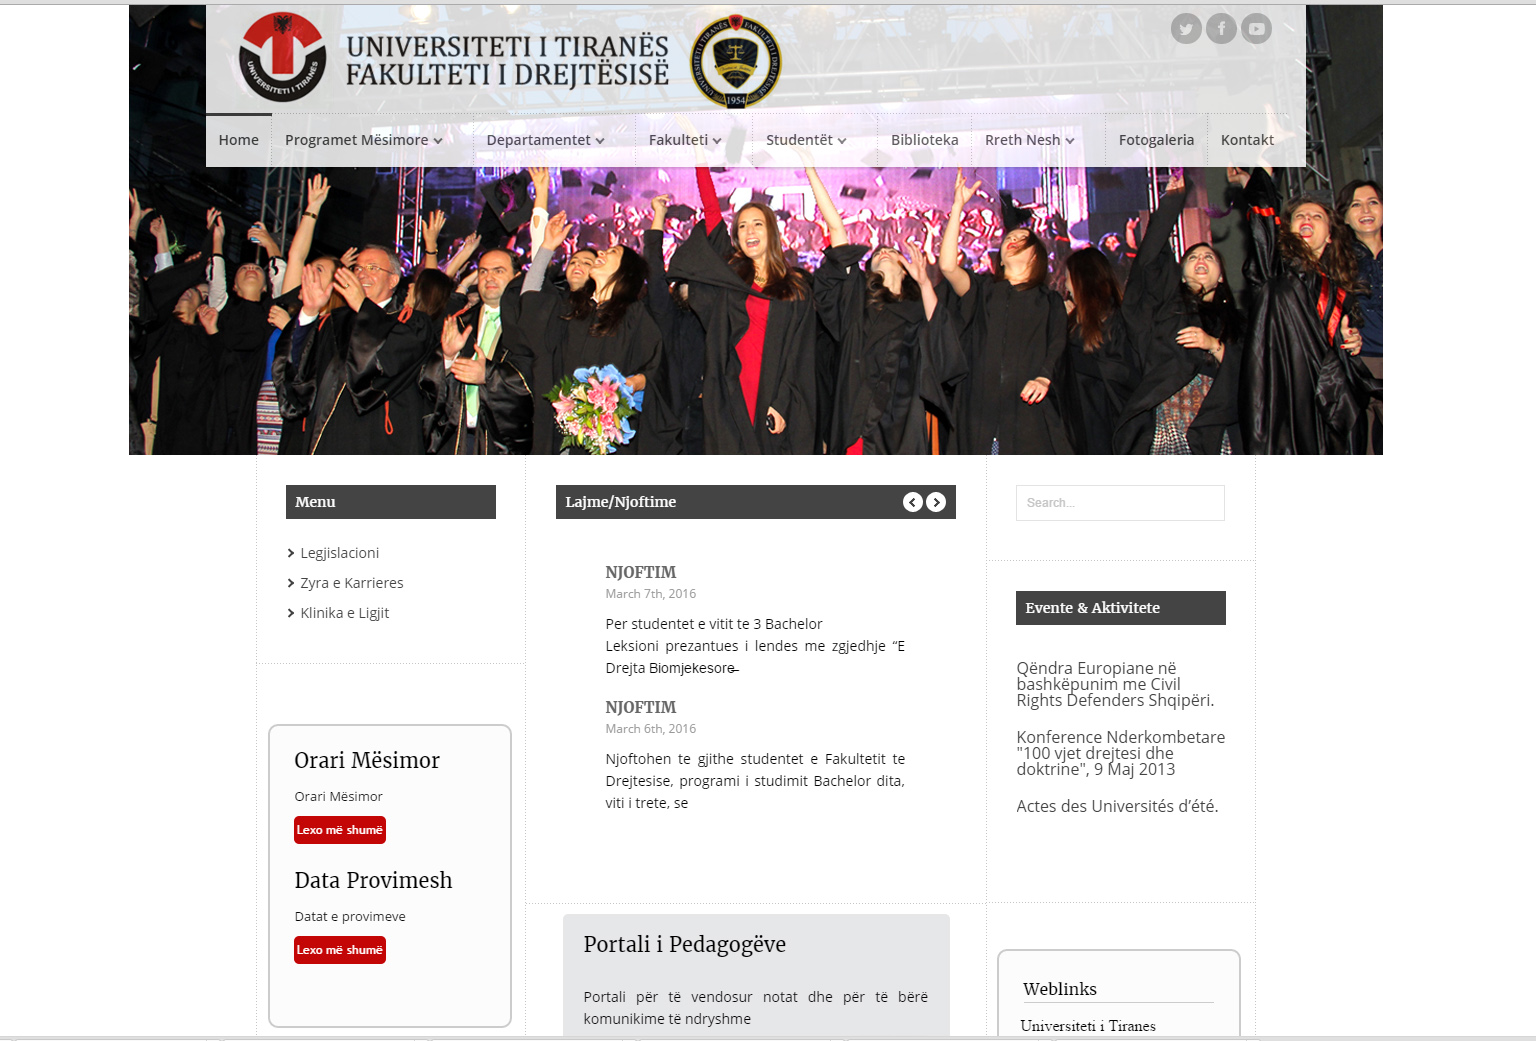 UNIVERSITETI I TIRANËS
FAKULTETI I DREJTËSISË
UNIVERSITETI I TIRANËS
UNIVERSITETI I TIRANËS FAKULTETI I DREJTËSISË
1954
Home
Programet Mësimore
Departamentet
Fakulteti
Studentët
Biblioteka
Rreth Nesh
Fotogaleria
Kontakt
Menu
Legjislacioni
Zyra e Karrieres
Klinika e Ligjit
Orari Mësimor
Orari Mësimor
Lexo më shumë
Data Provimesh
Datat e provimeve
Lexo më shumë
Lajme/Njoftime
NJOFTIM
March 7th, 2016
Per studentet e vitit te 3 Bachelor
Leksioni prezantues i lendes me zgjedhje “E
Drejta Biomjekesore
NJOFTIM
March 6th, 2016
Njoftohen te gjithe studentet e Fakultetit te
Drejtesise, programi i studimit Bachelor dita,
viti i trete, se
Portali i Pedagogëve
Portali për të vendosur notat dhe për të bërë
komunikime të ndryshme
Search...
Evente & Aktivitete
Qëndra Europiane në
bashkëpunim me Civil
Rights Defenders Shqipëri.
Konference Nderkombetare
"100 vjet drejtesi dhe
doktrine", 9 Maj 2013
Actes des Universités d’été.
Weblinks
Universiteti i Tiranes